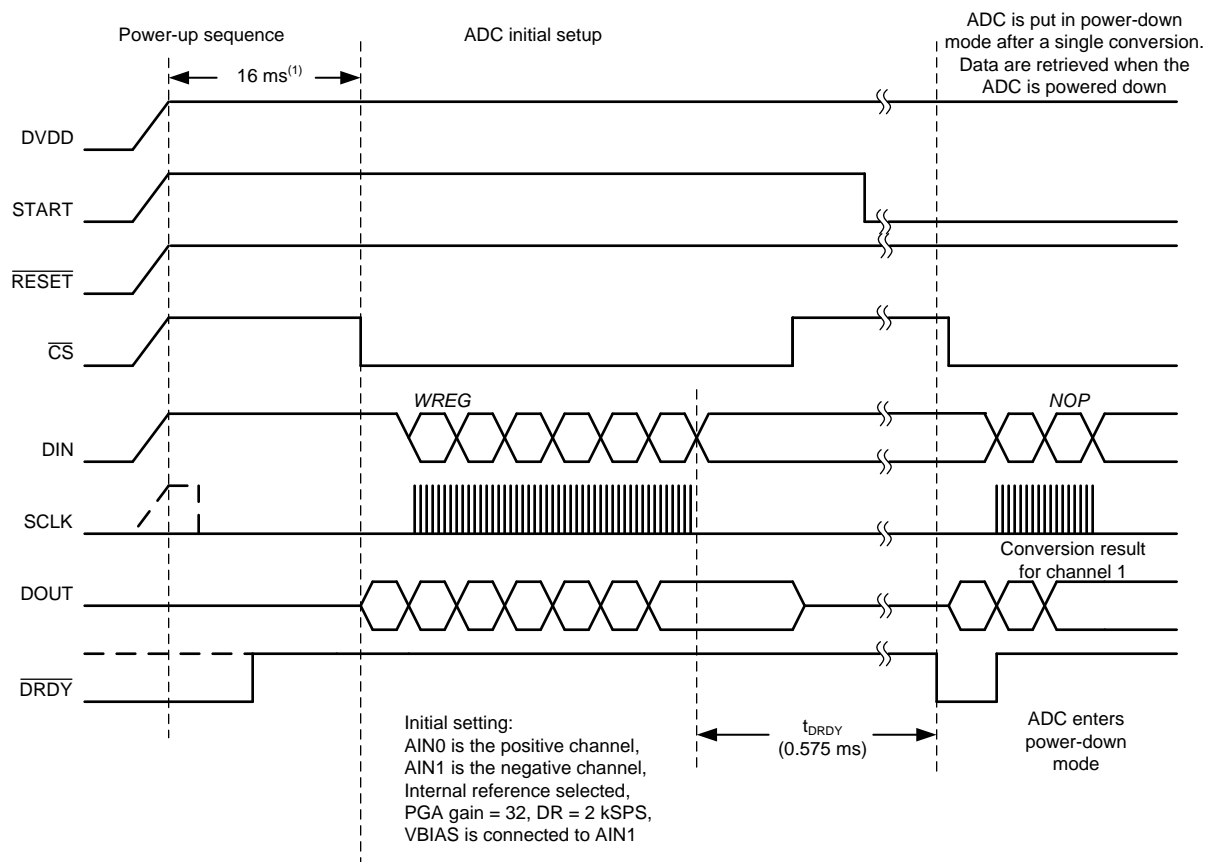 Power-up sequence
ADC initial setup
ADC is put in power-down
mode after a single conversion.
Data are retrieved when the
ADC is powered down
16 ms(1)
DVDD
START
RESET
CS
WREG
NOP
DIN
SCLK
Conversion result
for channel 1
DOUT
DRDY
Initial setting:
AIN0 is the positive channel,
AIN1 is the negative channel,
Internal reference selected,
PGA gain = 32, DR = 2 kSPS,
VBIAS is connected to AIN1
tDRDY
(0.575 ms)
ADC enters
power-down
mode